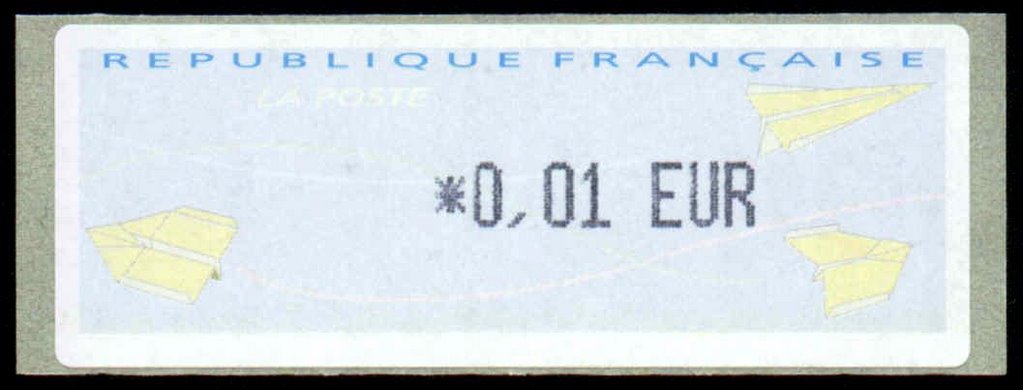 REPUBLIQUE FRANÇAISE
LA POSTE
*0,01 EUR